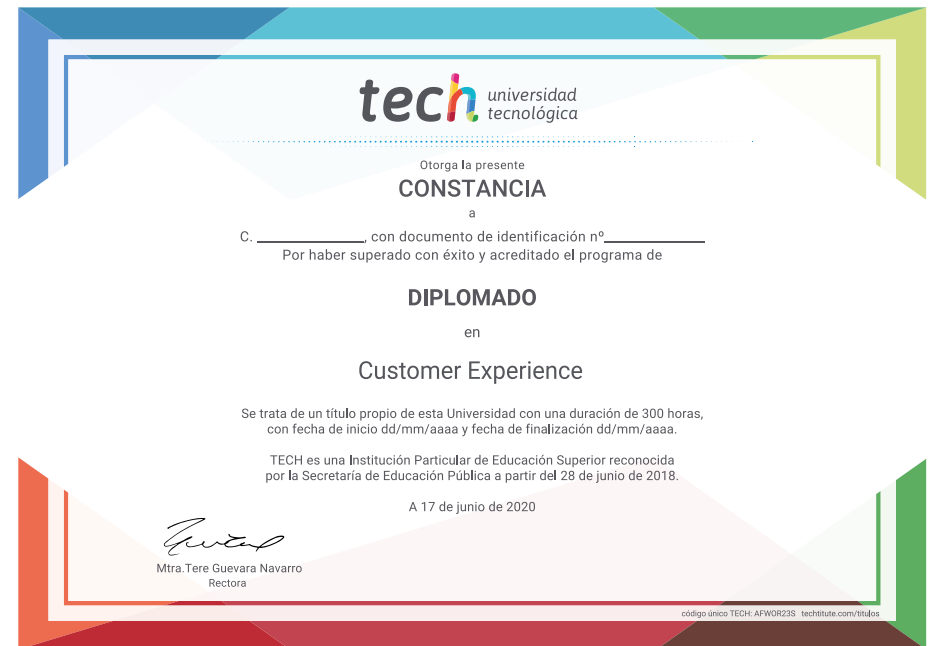 tech universidad
tecnológica
Otorga la presente
CONSTANCIA
a
C. ______________, con documento de identificación nº_____________
Por haber superado con éxito y acreditado el programa de
DIPLOMADO
en
Customer Experience
Se trata de un título propio de esta Universidad con una duración de 300 horas,
con fecha de inicio dd/mm/aaaa y fecha de finalización dd/mm/aaaa.
TECH es una Institución Particular de Educación Superior reconocida
por la Secretaría de Educación Pública a partir del 28 de junio de 2018.
A 17 de junio de 2020
Mtra.Tere Guevara Navarro
Rectora
código único TECH: AFWOR23S techtitute.com/titulos